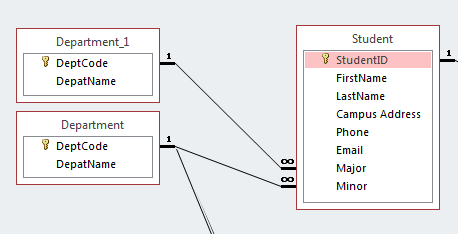 Department_1
DeptCode
DepatName
1
Department
DeptCode
DepatName
1
Student
StudentID
FirstName
LastName
Campus Address
Phone
Email
Major
Minor
1
∞
∞